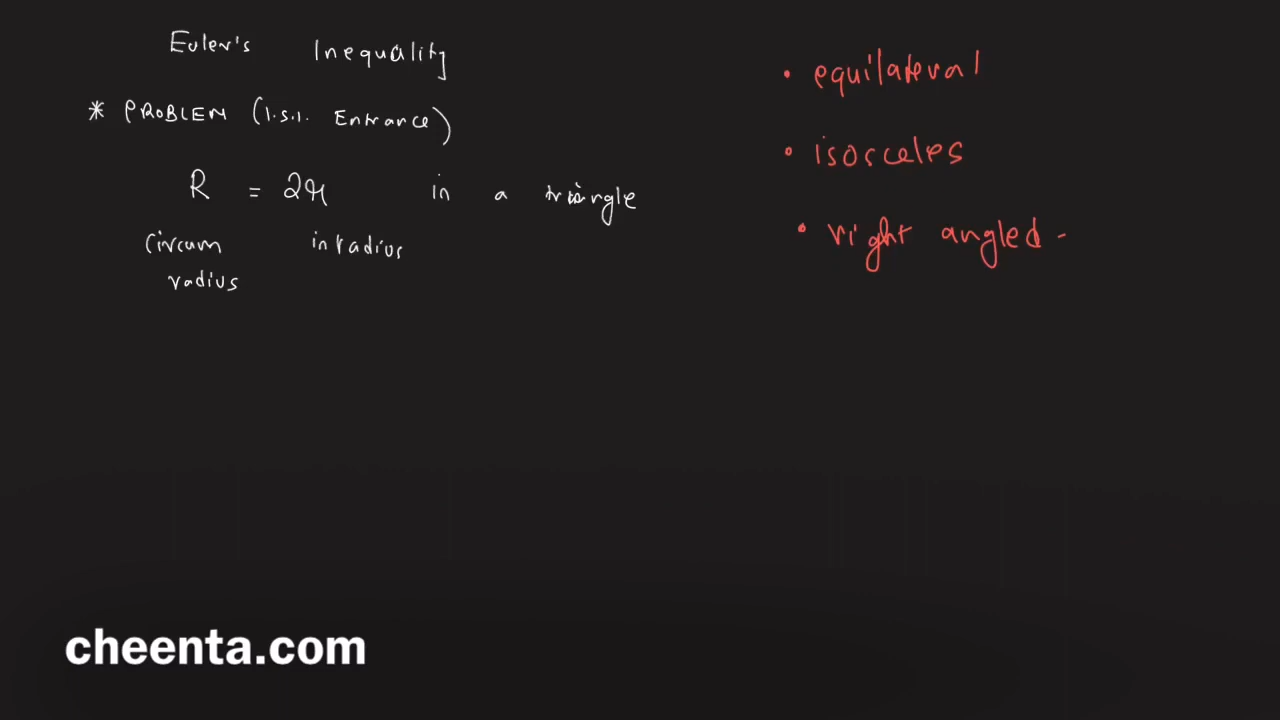 Euler's Inequality
* PROBLEM (I.S.I. Entrance)
R = 2r in a triangle
Circum inradius
radius
• equilateral
• isosceles
• right angled -
cheenta.com